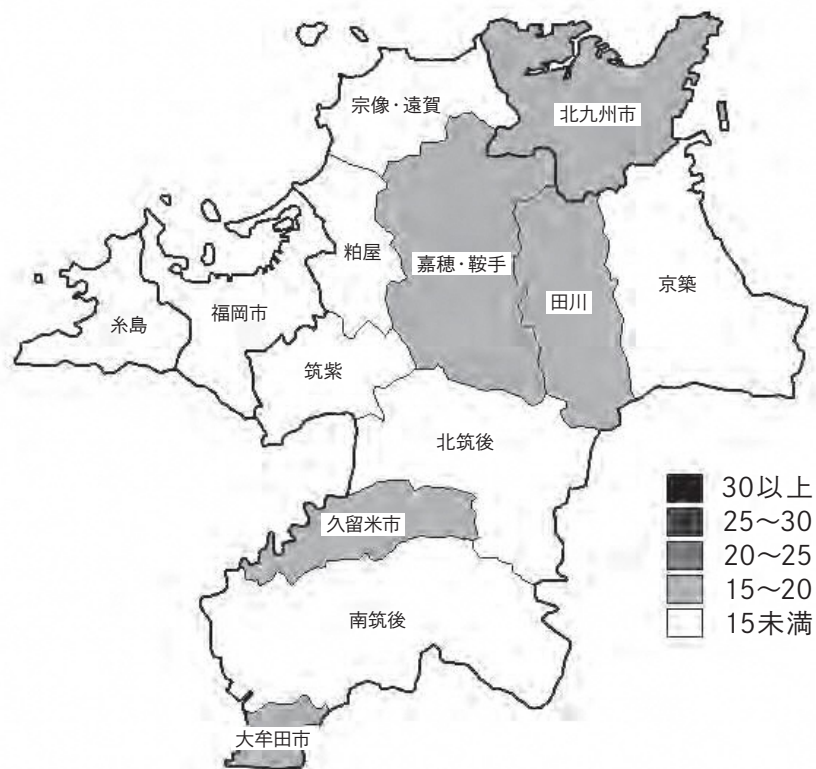 宗像・遠賀
北九州市
粕屋
嘉穂・鞍手
田川
京築
福岡市
糸島
筑紫
北筑後
久留米市
南筑後
大牟田市
30以上
25～30
20～25
15～20
15未満